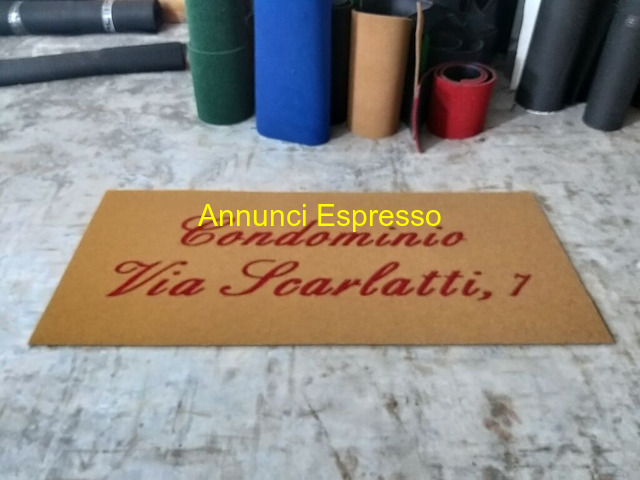 Annunci Espresso
Condominio
Via Scarlatti, 7